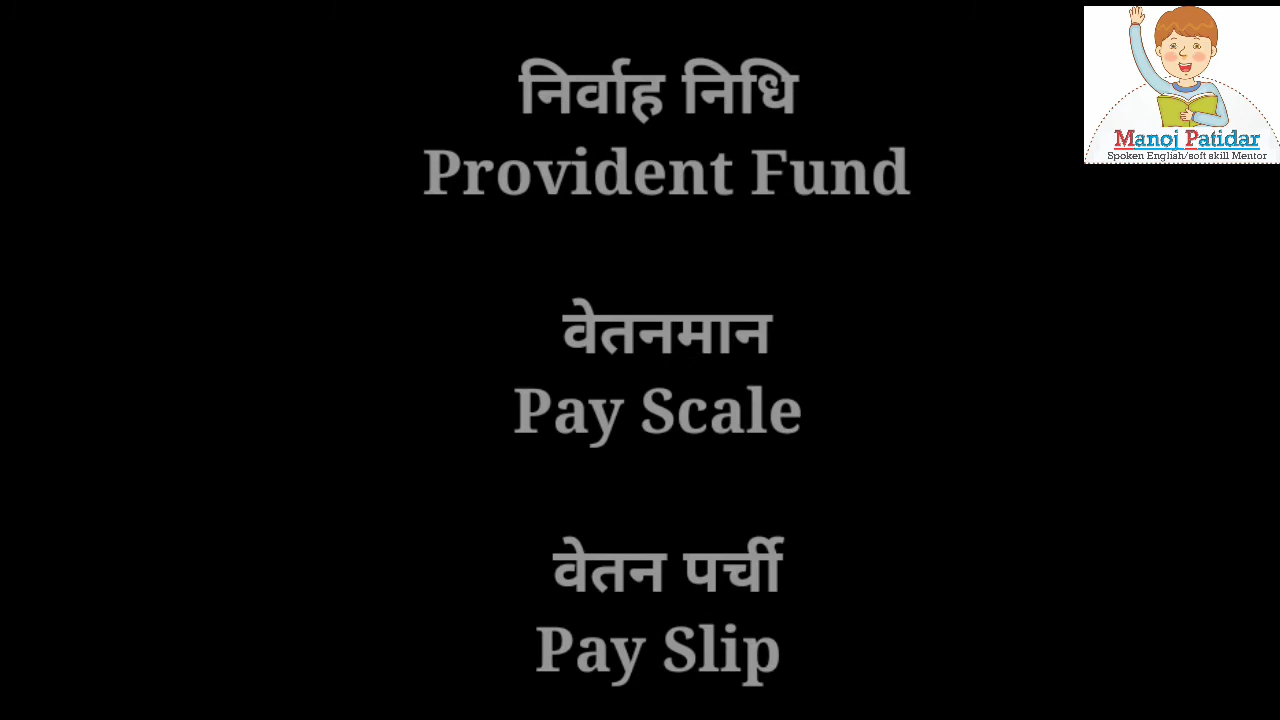 निर्वाह निधि
Provident Fund
वेतनमान
Pay Scale
वेतन पर्ची
Pay Slip
Manoj Patidar
Spoken English/soft skill Mentor